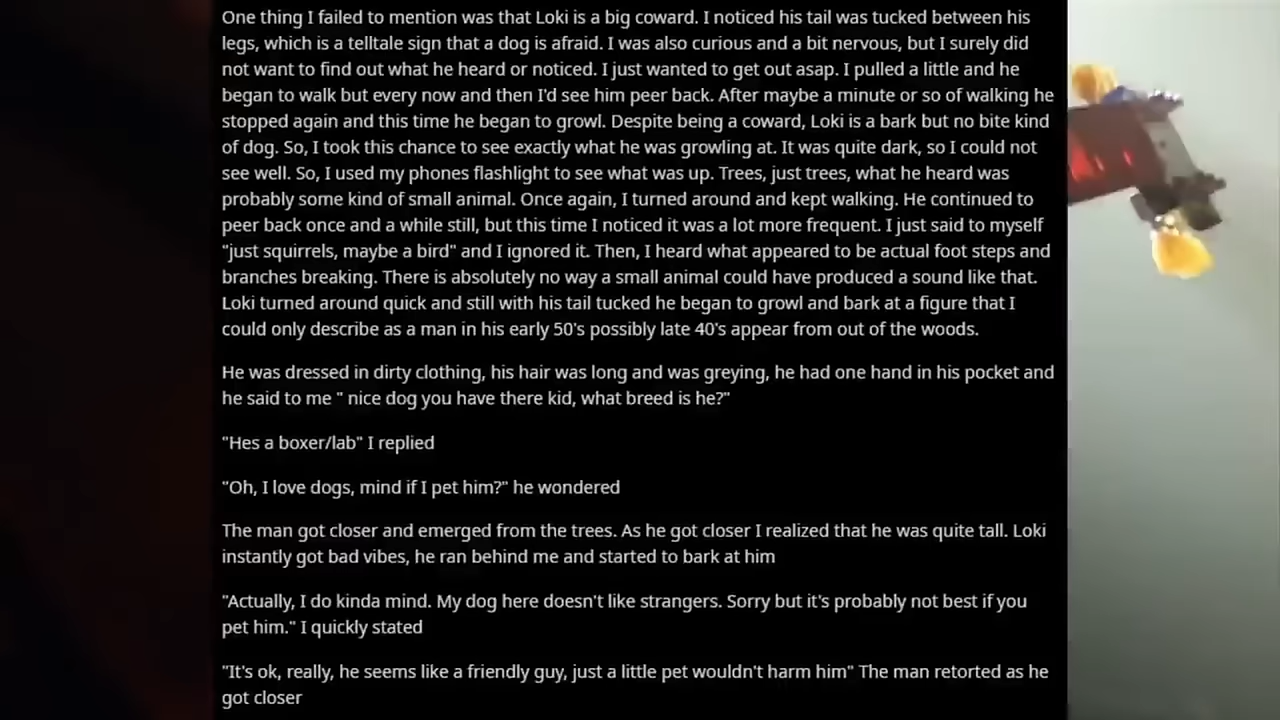 One thing I failed to mention was that Loki is a big coward. I noticed his tail was tucked between his
legs, which is a telltale sign that a dog is afraid. I was also curious and a bit nervous, but I surely did
not want to find out what he heard or noticed. I just wanted to get out asap. I pulled a little and he
began to walk but every now and then I'd see him peer back. After maybe a minute or so of walking he
stopped again and this time he began to growl. Despite being a coward, Loki is a bark but no bite kind
of dog. So, I took this chance to see exactly what he was growling at. It was quite dark, so I could not
see well. So, I used my phones flashlight to see what was up. Trees, just trees, what he heard was
probably some kind of small animal. Once again, I turned around and kept walking. He continued to
peer back once and a while still, but this time I noticed it was a lot more frequent. I just said to myself
"just squirrels, maybe a bird" and I ignored it. Then, I heard what appeared to be actual foot steps and
branches breaking. There is absolutely no way a small animal could have produced a sound like that.
Loki turned around quick and still with his tail tucked he began to growl and bark at a figure that I
could only describe as a man in his early 50's possibly late 40's appear from out of the woods.
He was dressed in dirty clothing, his hair was long and was greying, he had one hand in his pocket and
he said to me " nice dog you have there kid, what breed is he?"
"Hes a boxer/lab" I replied
"Oh, I love dogs, mind if I pet him?" he wondered
The man got closer and emerged from the trees. As he got closer I realized that he was quite tall. Loki
instantly got bad vibes, he ran behind me and started to bark at him
"Actually, I do kinda mind. My dog here doesn't like strangers. Sorry but it's probably not best if you
pet him." I quickly stated
"It's ok, really, he seems like a friendly guy, just a little pet wouldn't harm him" The man retorted as he
got closer